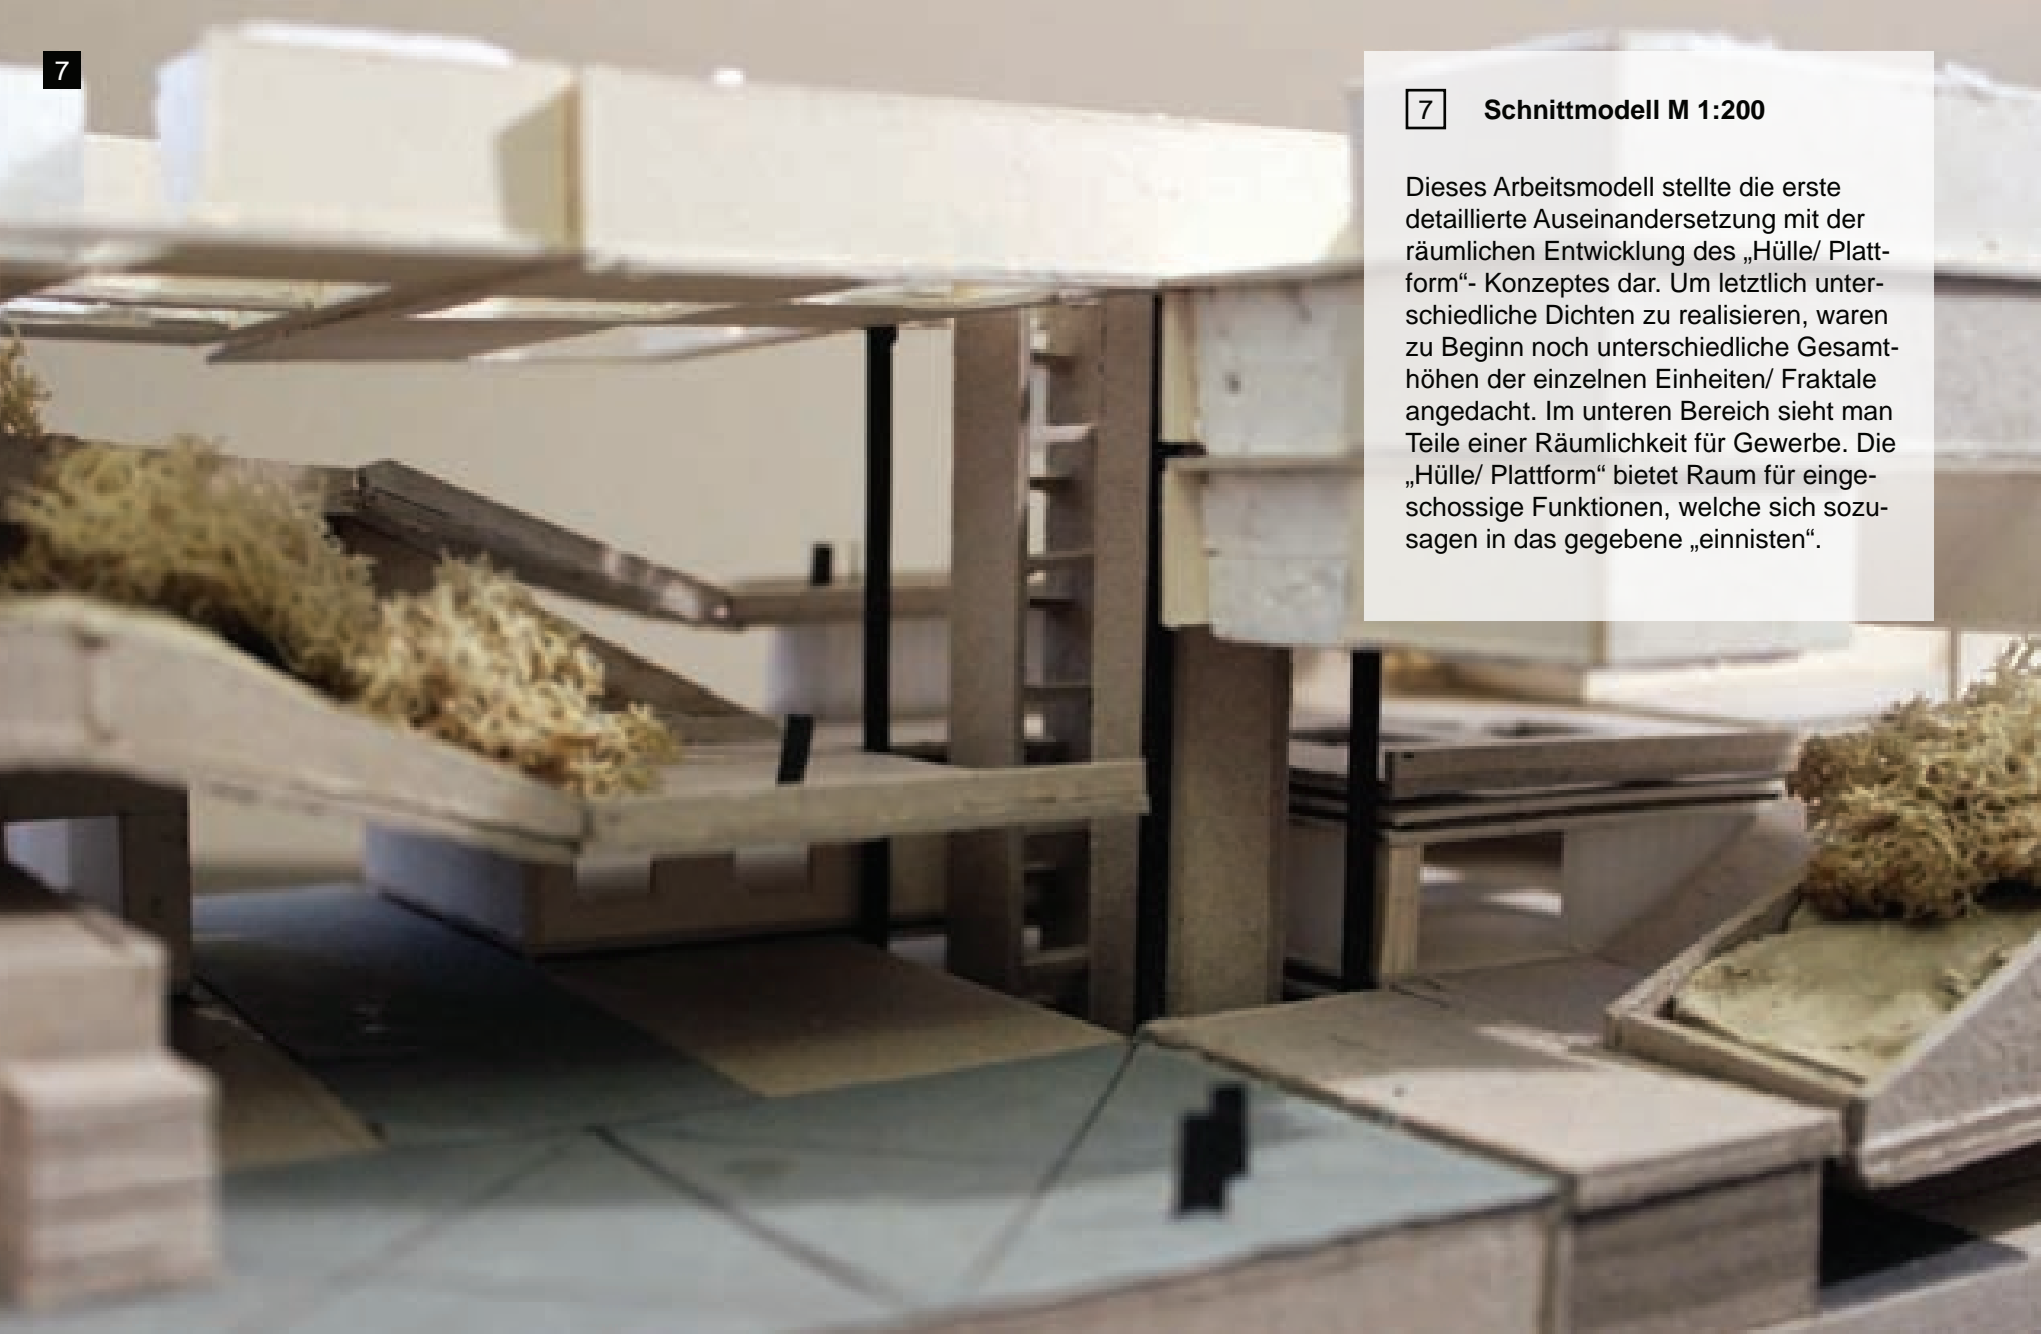 7
7 Schnittmodell M 1:200
Dieses Arbeitsmodell stellte die erste
detaillierte Auseinandersetzung mit der
räumlichen Entwicklung des „Hülle/ Platt-
form“- Konzeptes dar. Um letztlich unter-
schiedliche Dichten zu realisieren, waren
zu Beginn noch unterschiedliche Gesamt-
höhen der einzelnen Einheiten/ Fraktale
angedacht. Im unteren Bereich sieht man
Teile einer Räumlichkeit für Gewerbe. Die
„Hülle/ Plattform“ bietet Raum für einge-
schossige Funktionen, welche sich sozu-
sagen in das gegebene „einnisten“.